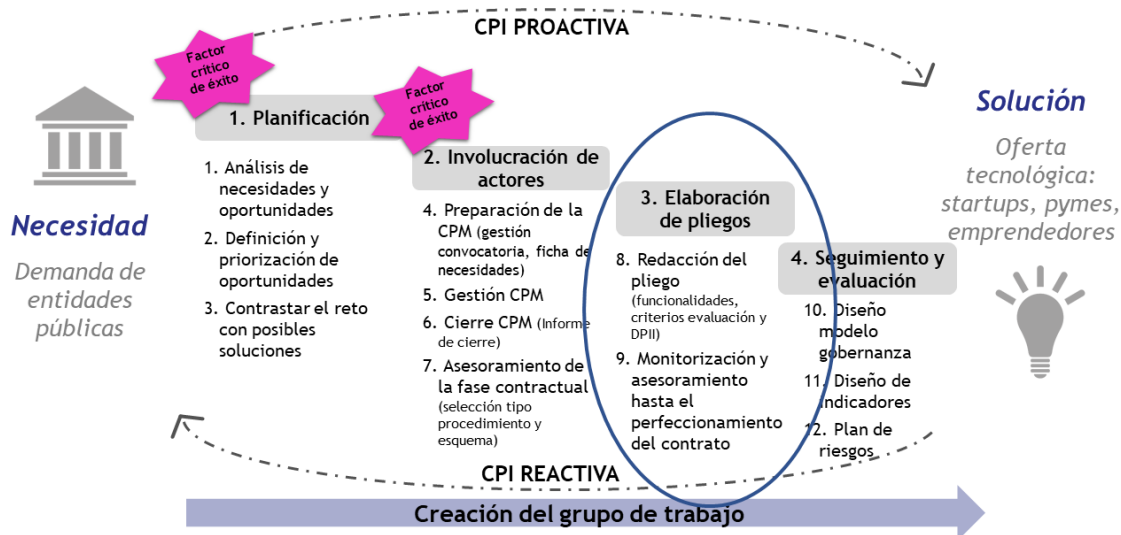 CPI PROACTIVA
Factor
crítico
de éxito
Factor
crítico
de éxito
Necesidad
Demanda de
entidades
públicas
1. Planificación
1. Análisis de
necesidades y
oportunidades
2. Definición y
priorización de
oportunidades
3. Contrastar el reto
con posibles
soluciones
2. Involucración de
actores
4. Preparación de la
CPM (gestión
convocatoria, ficha de
necesidades)
5. Gestión CPM
6. Cierre CPM (Informe
de cierre)
7. Asesoramiento de
la fase contractual
(selección tipo
procedimiento y
esquema)
3. Elaboración
de pliegos
8. Redacción del
pliego
(funcionalidades,
criterios evaluación y
DPII)
9. Monitorización y
asesoramiento
hasta el
perfeccionamiento
del contrato
4. Seguimiento y
evaluación
10. Diseño
modelo
gobernanza
11. Diseño de
indicadores
12. Plan de
riesgos
Solución
Oferta
tecnológica:
startups, pymes,
emprendedores
CPI REACTIVA
Creación del grupo de trabajo